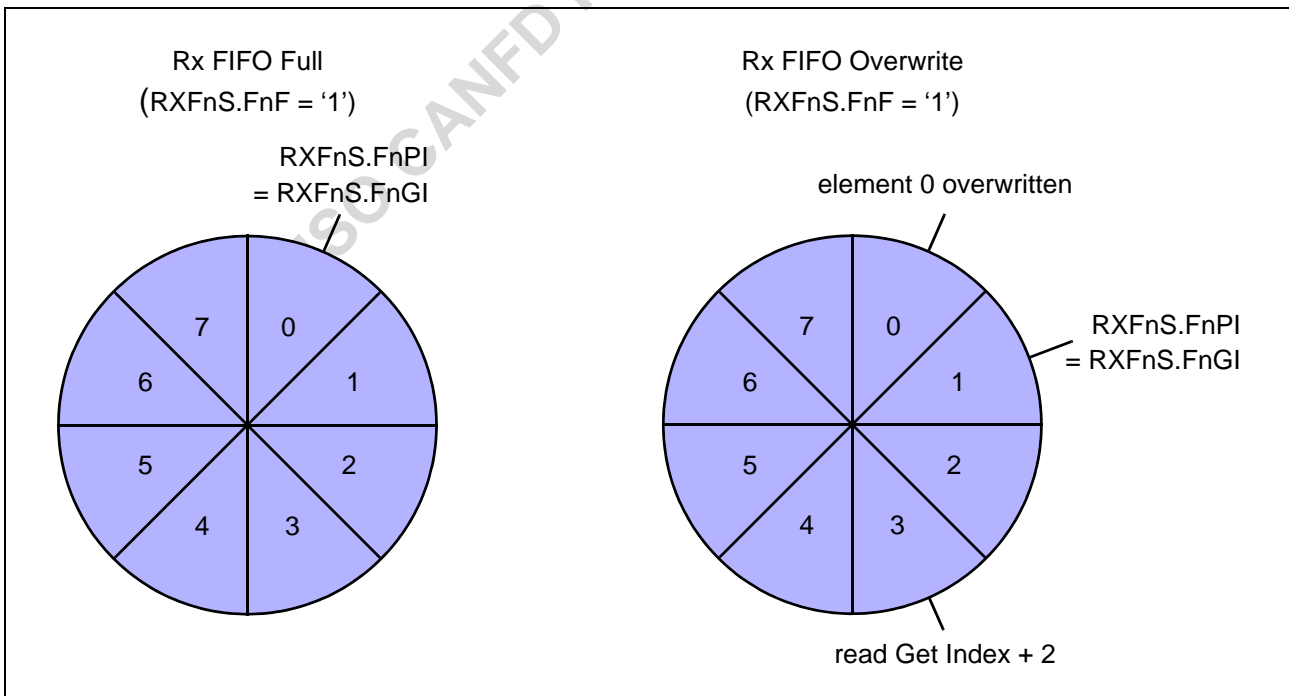 Rx FIFO Full
(RXFnS.FnF = ‘1’)
RXFnS.FnPI
= RXFnS.FnGI
7
0
6
1
5
2
4
3
Rx FIFO Overwrite
(RXFnS.FnF = ‘1’)
element 0 overwritten
RXFnS.FnPI
= RXFnS.FnGI
7
0
6
1
5
2
4
3
read Get Index + 2
ISO CANFD